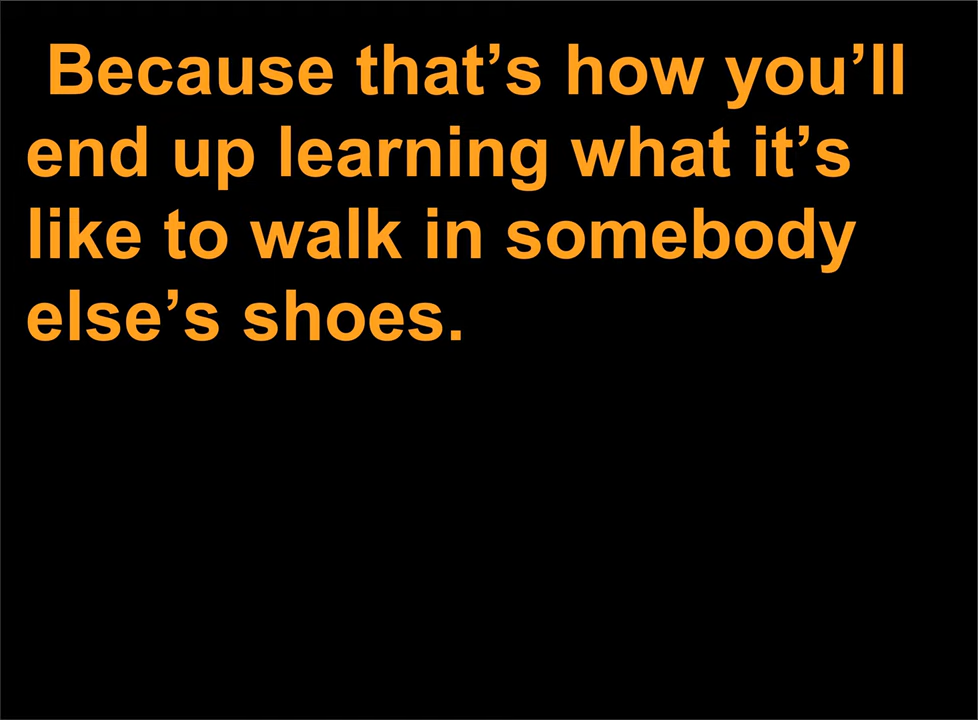 Because that’s how you’ll
end up learning what it’s
like to walk in somebody
else’s shoes.